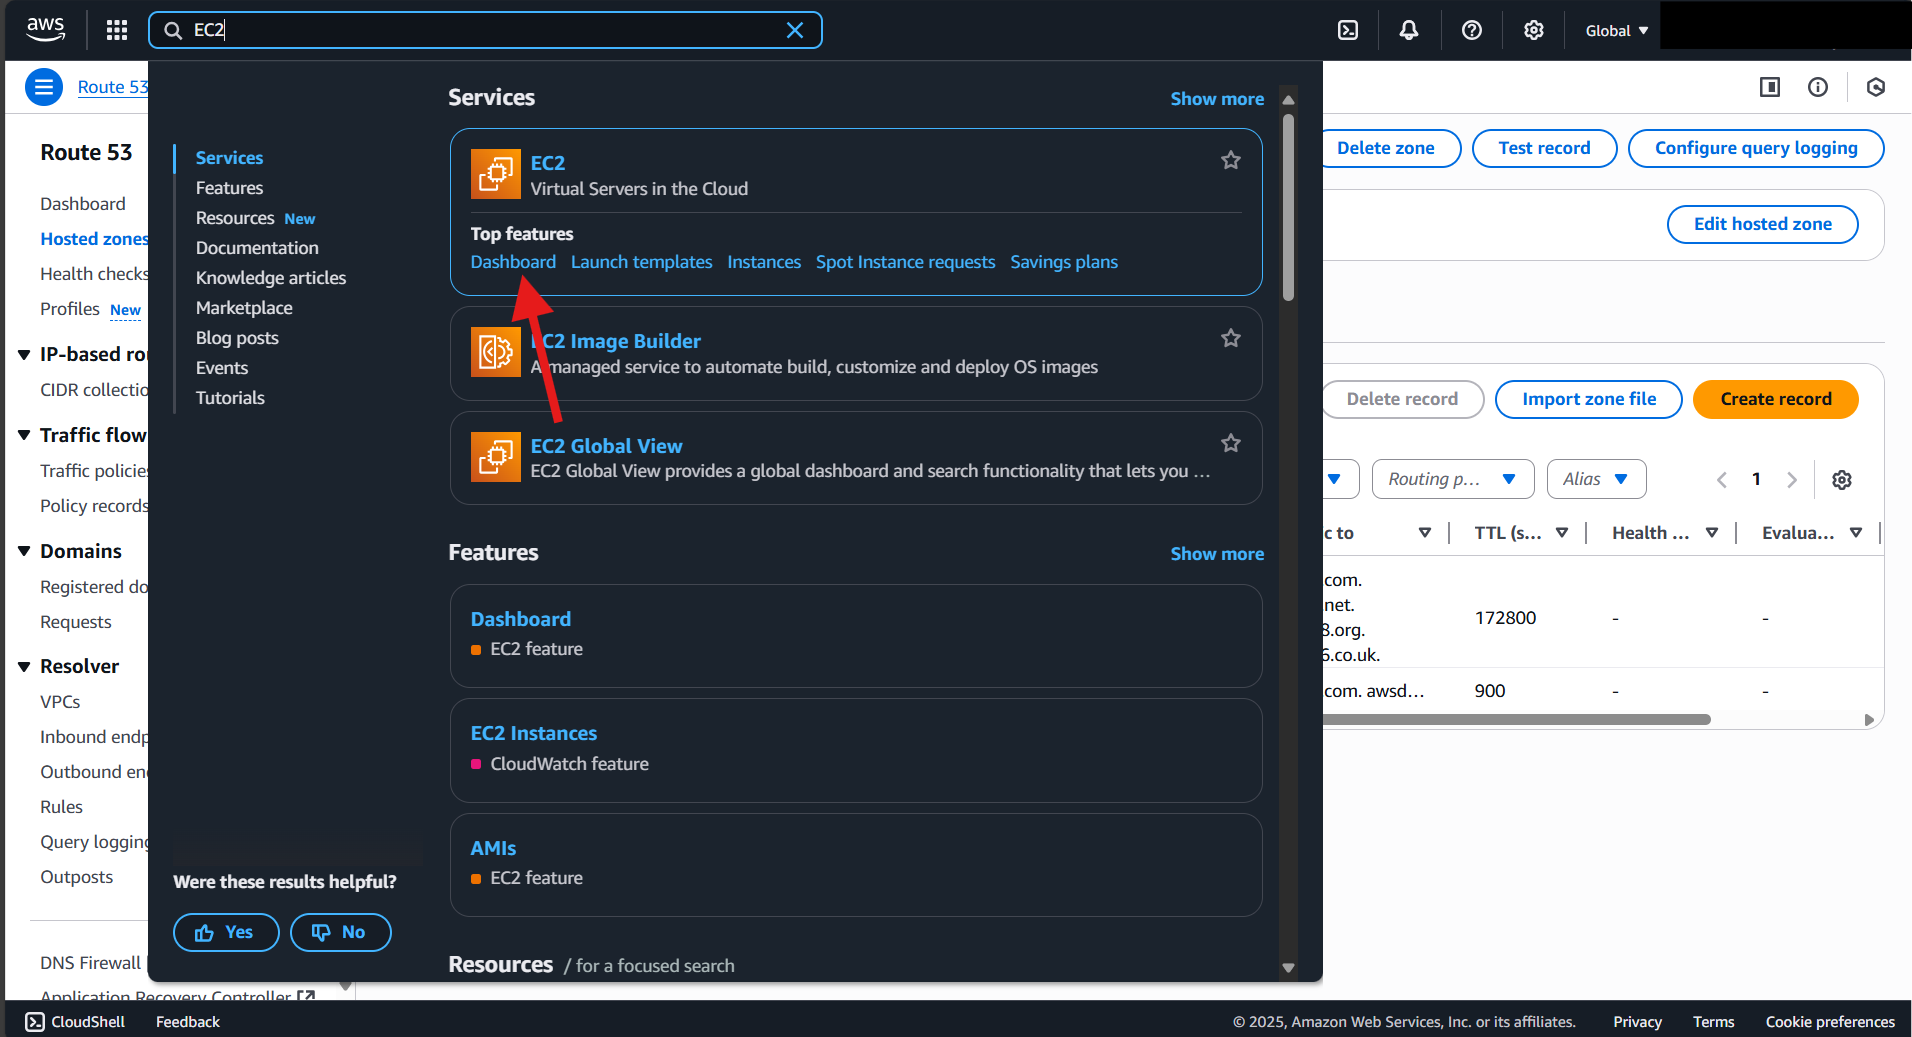 aws
EC2
Global
Route 53
Route 53
Dashboard
Hosted zones
Health checks
Profiles New
IP-based ro
CIDR collectio
Traffic flow
Traffic policies
Policy records
Domains
Registered do
Requests
Resolver
VPCs
Inbound endp
Outbound en
Rules
Query logging
Outposts
DNS Firewall
Application Recovery Controller
Services
Features
Resources New
Documentation
Knowledge articles
Marketplace
Blog posts
Events
Tutorials
Were these results helpful?
Yes
No
Services
Show more
EC2
Virtual Servers in the Cloud
Top features
Dashboard Launch templates Instances Spot Instance requests Savings plans
EC2 Image Builder
A managed service to automate build, customize and deploy OS images
EC2 Global View
EC2 Global View provides a global dashboard and search functionality that lets you ...
Features
Show more
Dashboard
EC2 feature
EC2 Instances
CloudWatch feature
AMIs
EC2 feature
Resources / for a focused search
Delete zone
Test record
Configure query logging
Edit hosted zone
Delete record
Import zone file
Create record
Routing p...
Alias
1
c to
TTL (s...
Health ...
Evalua...
com.
net.
8.org.
6.co.uk.
172800
-
-
com. awsd...
900
-
-
CloudShell
Feedback
© 2025, Amazon Web Services, Inc. or its affiliates.
Privacy
Terms
Cookie preferences